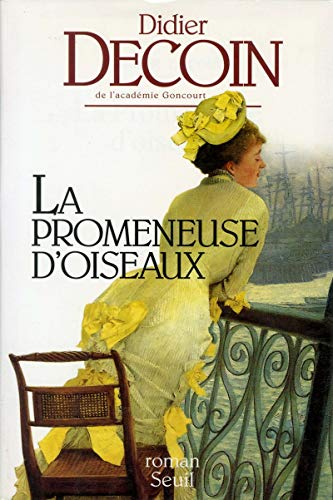 Didier
DECOIN
de l'académie Goncourt
LA
PROMENEUSE
D'OISEAUX
roman
Seuil